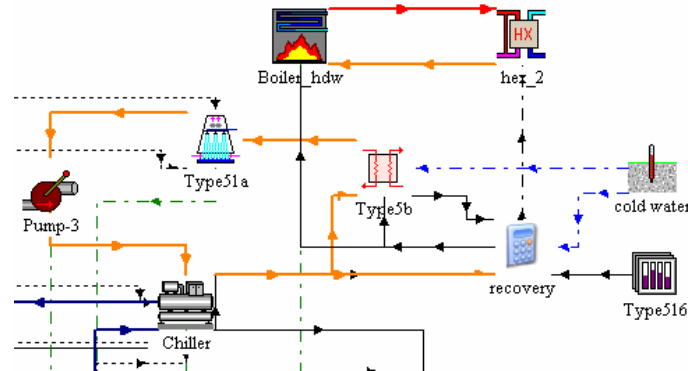 HX
Boiler_hdw
hex_2
Type51a
Type5b
cold water
Pump-3
recovery
Type516
Chiller